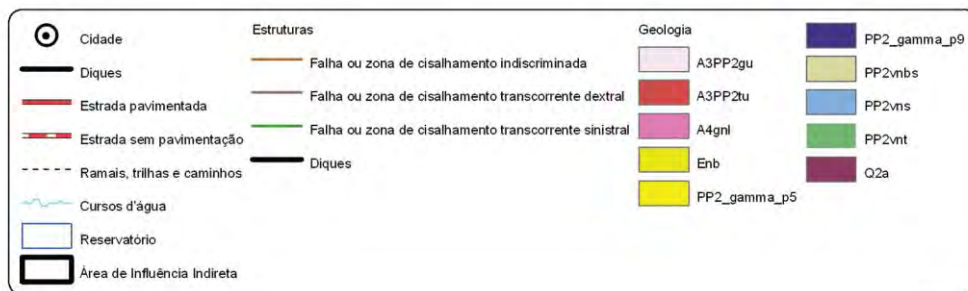 Cidade
Diques
Estrada pavimentada
Estrada sem pavimentação
Ramais, trilhas e caminhos
Cursos d'água
Reservatório
Área de Influência Indireta
Estruturas
Falha ou zona de cisalhamento indiscriminada
Falha ou zona de cisalhamento transcorrente dextral
Falha ou zona de cisalhamento transcorrente sinistral
Diques
Geologia
A3PP2gu
A3PP2tu
A4gnl
Enb
PP2_gamma_p5
PP2_gamma_p9
PP2vnbs
PP2vns
PP2vnt
Q2a